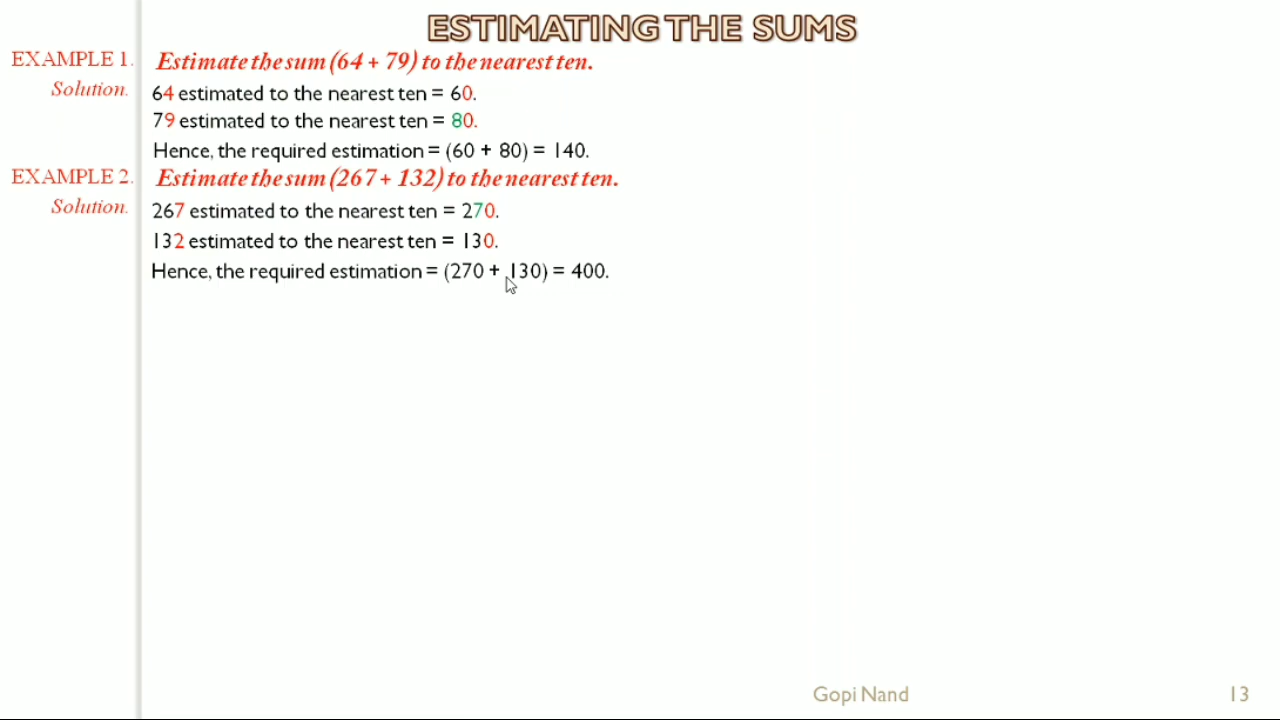 ESTIMATING THE SUMS
EXAMPLE 1. Estimate the sum (64 + 79) to the nearest ten.
Solution. 64 estimated to the nearest ten = 60.
79 estimated to the nearest ten = 80.
Hence, the required estimation = (60 + 80) = 140.
EXAMPLE 2. Estimate the sum (267 + 132) to the nearest ten.
Solution. 267 estimated to the nearest ten = 270.
132 estimated to the nearest ten = 130.
Hence, the required estimation = (270 + 130) = 400.
Gopi Nand 13